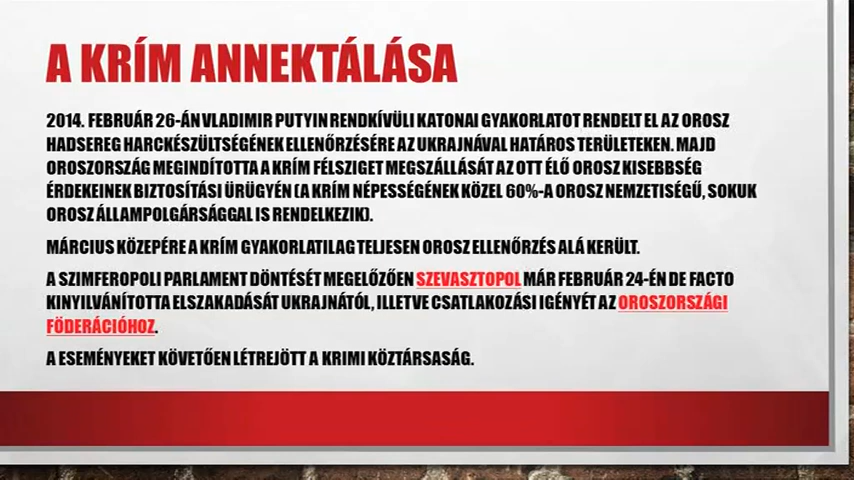 A KRÍM ANNEKTÁLÁSA
2014. FEBRUÁR 26-ÁN VLADIMIR PUTYIN RENDKÍVÜLI KATONAI GYAKORLATOT RENDELT EL AZ OROSZ
HADSEREG HARCKÉSZÜLTSÉGÉNEK ELLENŐRZÉSÉRE AZ UKRAJNÁVAL HATÁROS TERÜLETEKEN. MAJD
OROSZORSZÁG MEGINDÍTOTTA A KRÍM FÉLSZIGET MEGSZÁLLÁSÁT AZ OTT ÉLŐ OROSZ KISEBBSÉG
ÉRDEKEINEK BIZTOSÍTÁSI ÜRÜGYÉN (A KRÍM NÉPESSÉGÉNEK KÖZEL 60%-A OROSZ NEMZETISÉGŰ, SOKUK
OROSZ ÁLLAMPOLGÁRSÁGGAL IS RENDELKEZIK).
MÁRCIUS KÖZEPÉRE A KRÍM GYAKORLATILAG TELJESEN OROSZ ELLENŐRZÉS ALÁ KERÜLT.
A SZIMFEROPOLI PARLAMENT DÖNTÉSÉT MEGELŐZŐEN SZEVASZTOPOL MÁR FEBRUÁR 24-ÉN DE FACTO
KINYILVÁNÍTOTTA ELSZAKADÁSÁT UKRAJNÁTÓL, ILLETVE CSATLAKOZÁSI IGÉNYÉT AZ OROSZORSZÁGI
FÖDERÁCIÓHOZ.
A ESEMÉNYEKET KÖVETŐEN LÉTREJÖTT A KRIMI KÖZTÁRSASÁG.